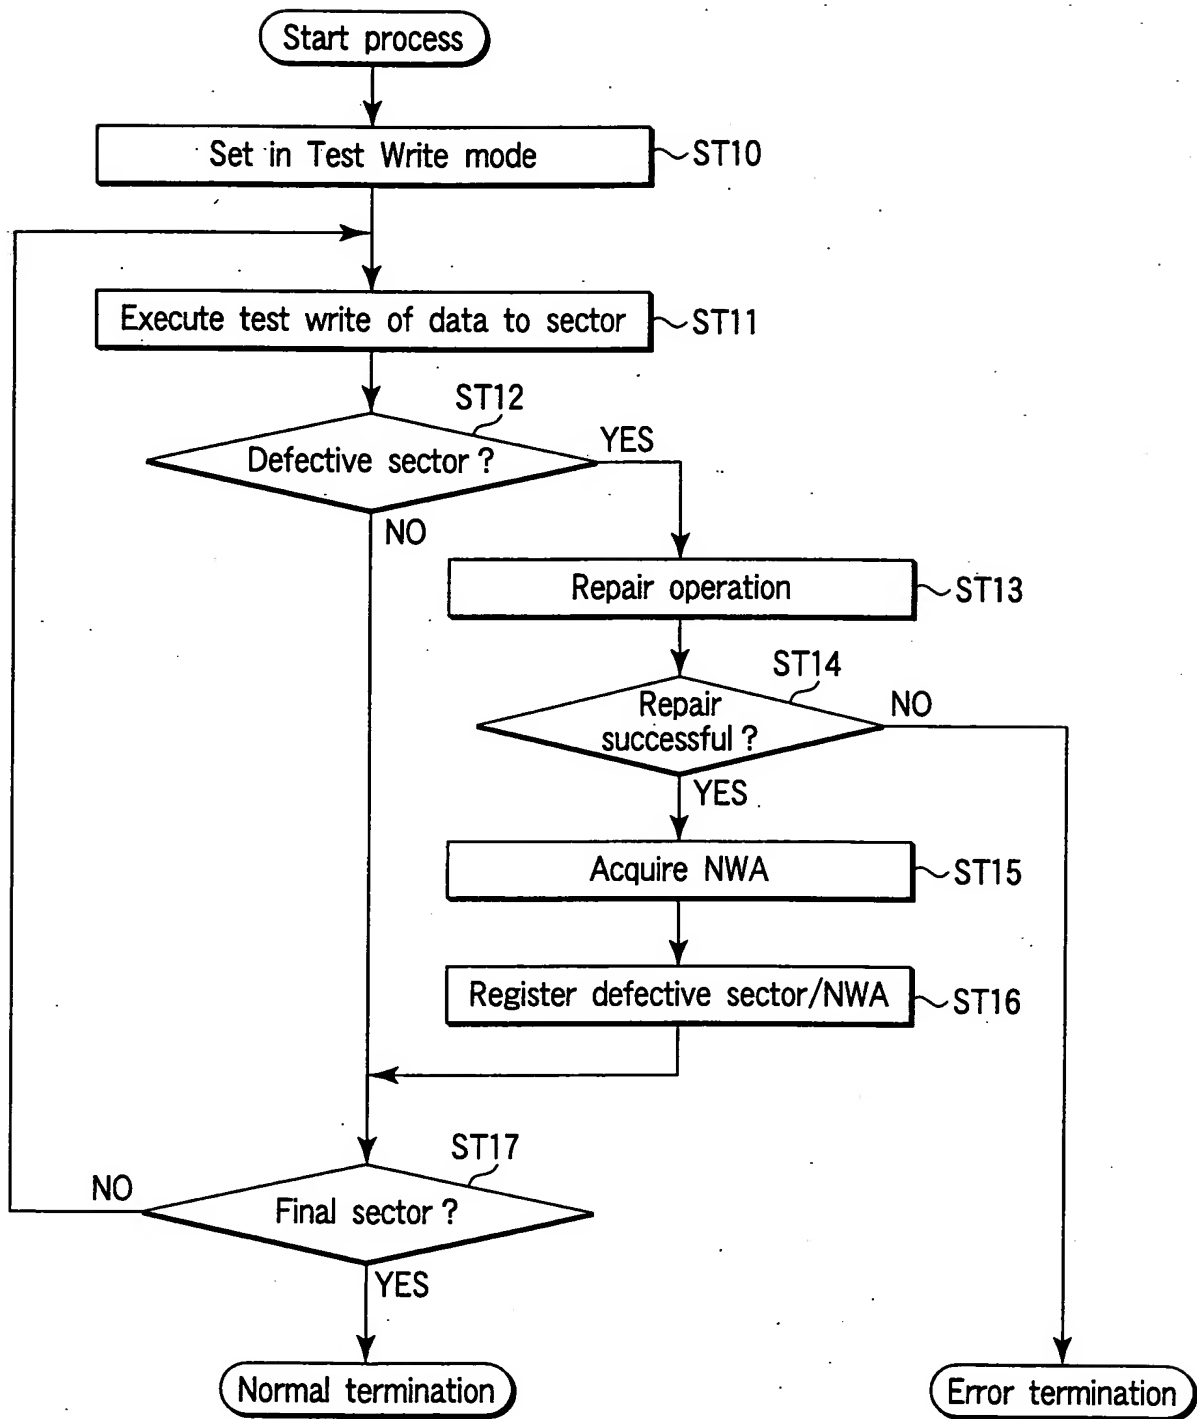 Start process
Set in Test Write mode
ST10
Execute test write of data to sector
ST11
ST12
Defective sector?
YES
NO
Repair operation
ST13
ST14
Repair
successful?
NO
YES
Acquire NWA
ST15
Register defective sector/NWA
ST16
ST17
NO
Final sector?
YES
Normal termination
Error termination